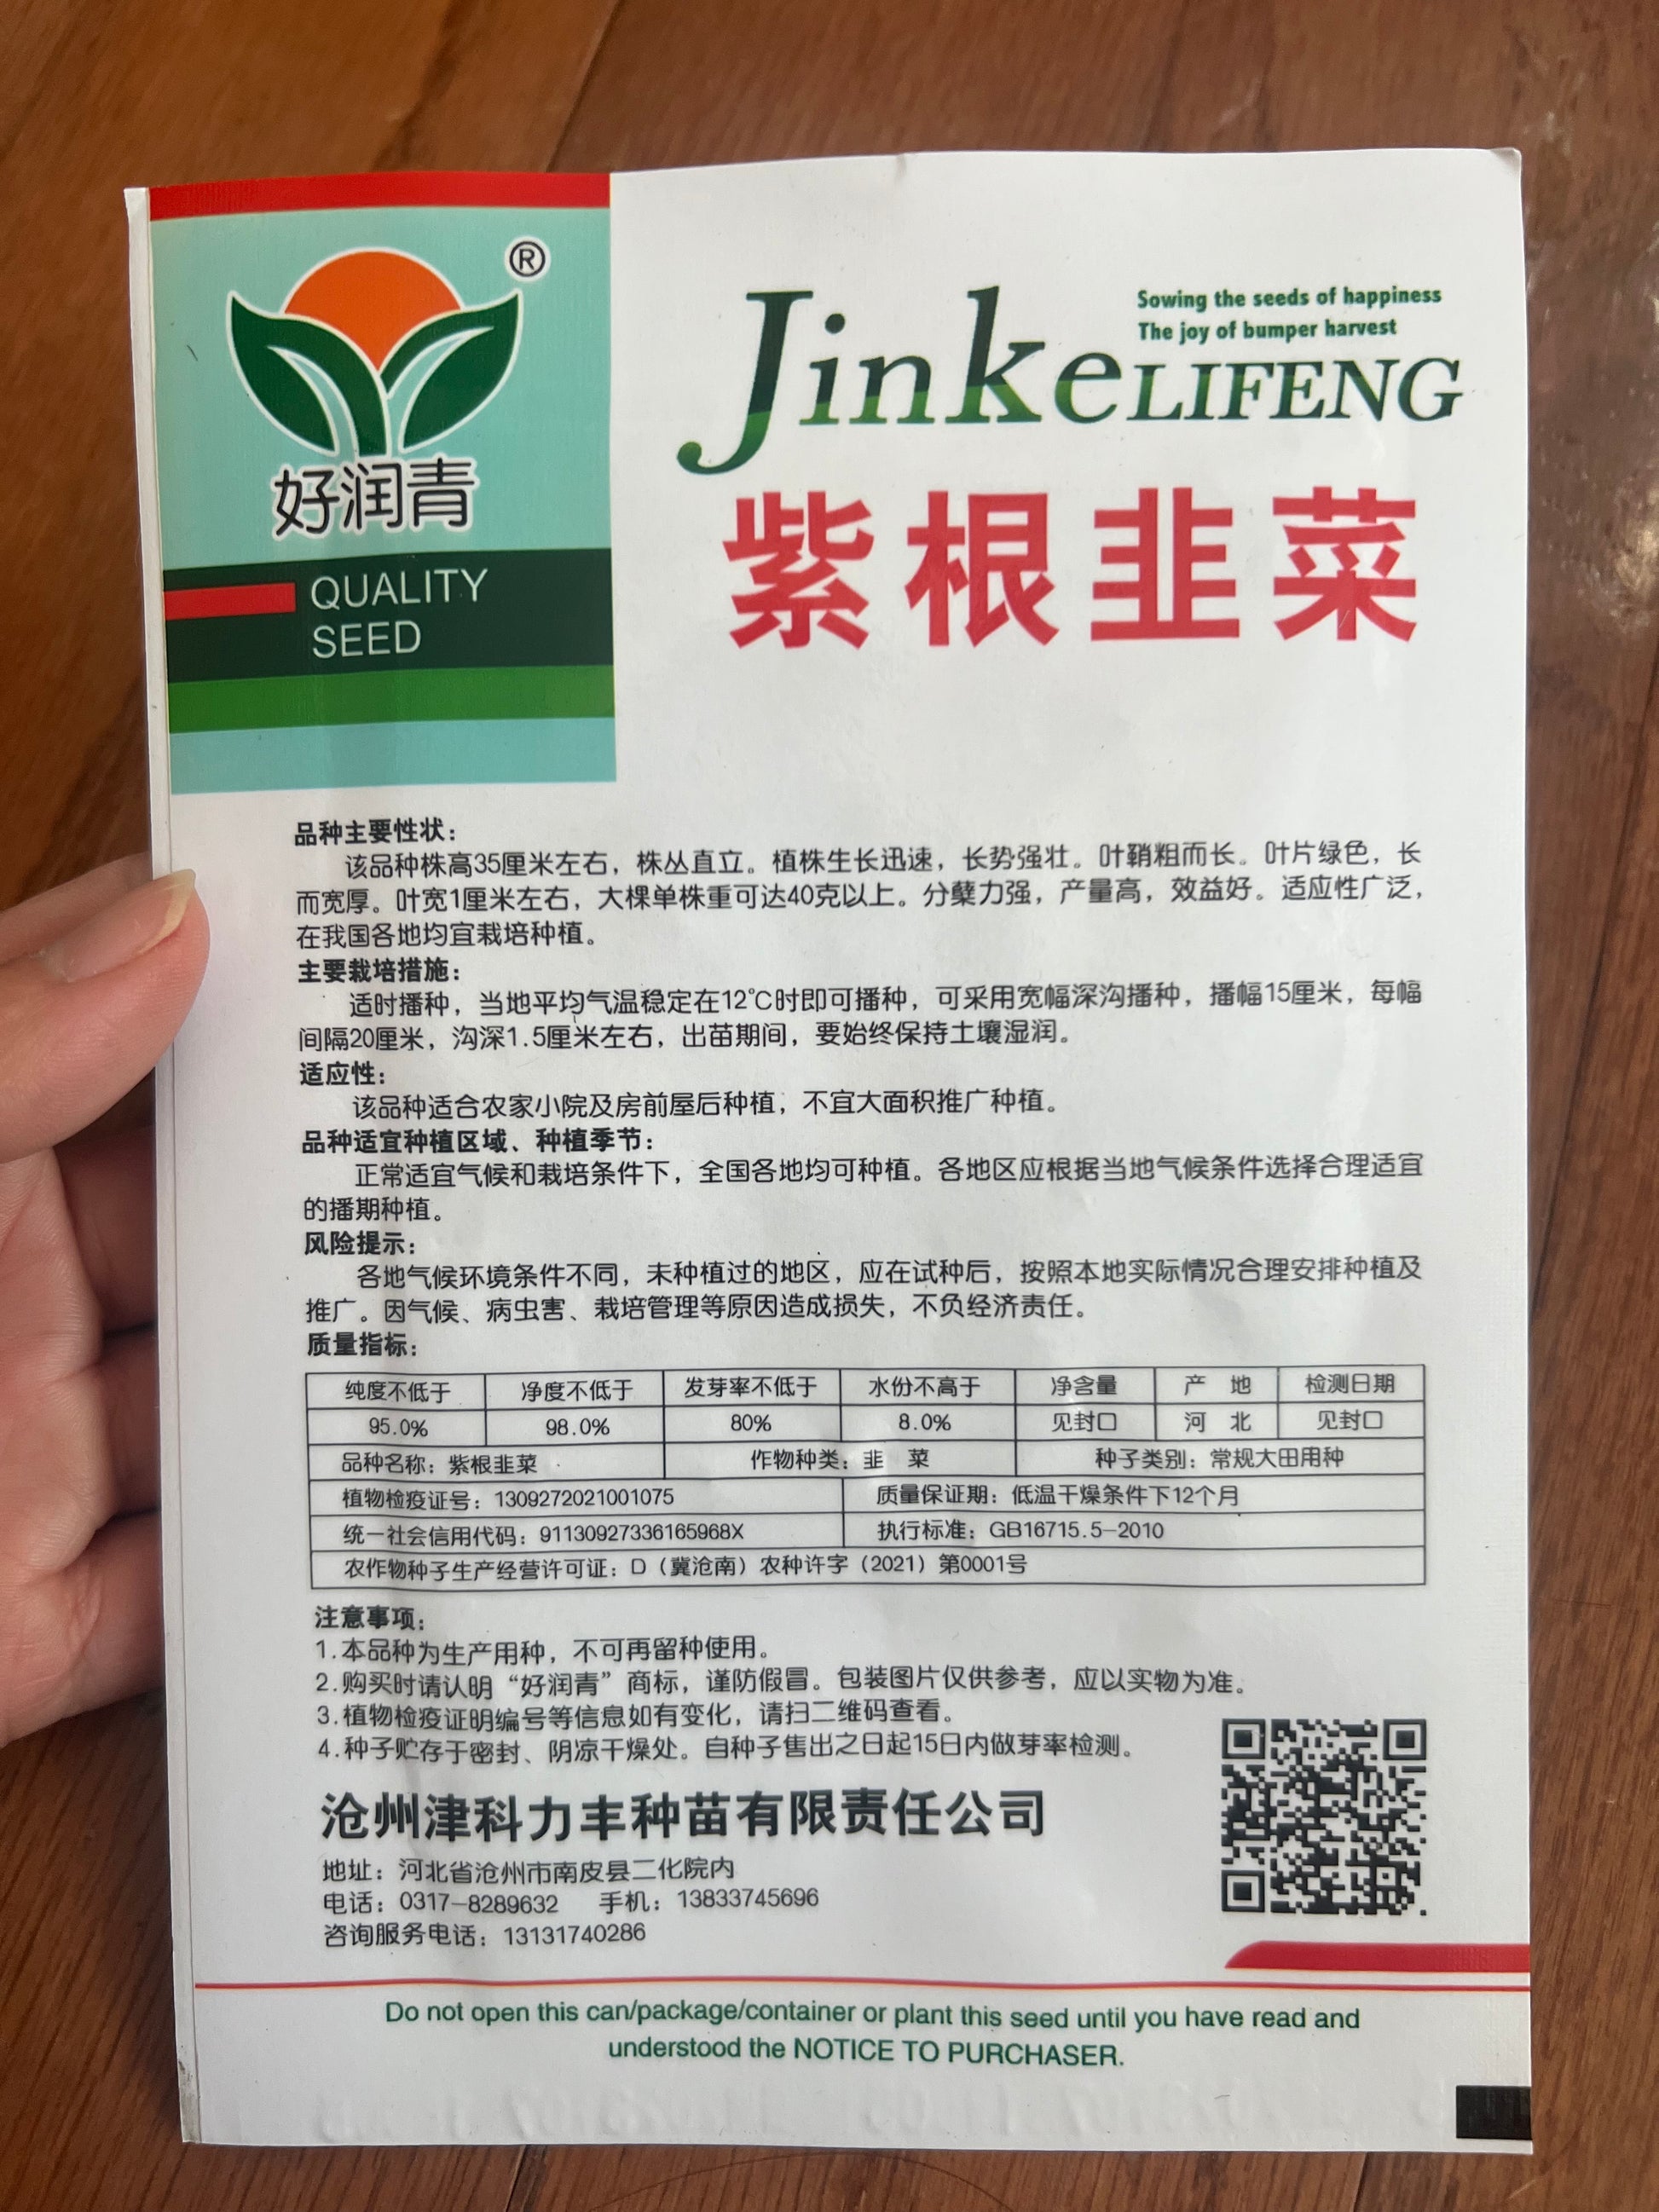 ®
好润青
QUALITY
SEED
Sowing the seeds of happiness
The joy of bumper harvest
JinkeLIFENG
紫根韭菜
品种主要性状：
该品种株高35厘米左右，株丛直立。植株生长迅速，长势强壮。叶鞘粗而长。叶片绿色，长
而宽厚。叶宽1厘米左右，大棵单株重可达40克以上。分蘖力强，产量高，效益好。适应性广泛，
在我国各地均宜栽培种植。
主要栽培措施：
适时播种，当地平均气温稳定在12℃时即可播种，可采用宽幅深沟播种，播幅15厘米，每幅
间隔20厘米，沟深1.5厘米左右，出苗期间，要始终保持土壤湿润。
适应性：
该品种适合农家小院及房前屋后种植，不宜大面积推广种植。
品种适宜种植区域、种植季节：
正常适宜气候和栽培条件下，全国各地均可种植。各地区应根据当地气候条件选择合理适宜
的播期种植。
风险提示：
各地气候环境条件不同，未种植过的地区，应在试种后，按照本地实际情况合理安排种植及
推广。因气候、病虫害、栽培管理等原因造成损失，不负经济责任。
质量指标：
纯度不低于 净度不低于 发芽率不低于 水份不高于 净含量 产 地 检测日期
95.0% 98.0% 80% 8.0% 见封口 河 北 见封口
品种名称：紫根韭菜 作物种类：韭 菜 种子类别：常规大田用种
植物检疫证号：1309272021001075 质量保证期：低温干燥条件下12个月
统一社会信用代码：91130927336165968X 执行标准：GB16715.5-2010
农作物种子生产经营许可证：D（冀沧南）农种许字（2021）第0001号
注意事项：
1.本品种为生产用种，不可再留种使用。
2.购买时请认明“好润青”商标，谨防假冒。包装图片仅供参考，应以实物为准。
3.植物检疫证明编号等信息如有变化，请扫二维码查看。
4.种子贮存于密封、阴凉干燥处。自种子售出之日起15日内做芽率检测。
沧州津科力丰种苗有限责任公司
地址：河北省沧州市南皮县二化院内
电话：0317-8289632 手机：13833745696
咨询服务电话：13131740286
Do not open this can/package/container or plant this seed until you have read and
understood the NOTICE TO PURCHASER.